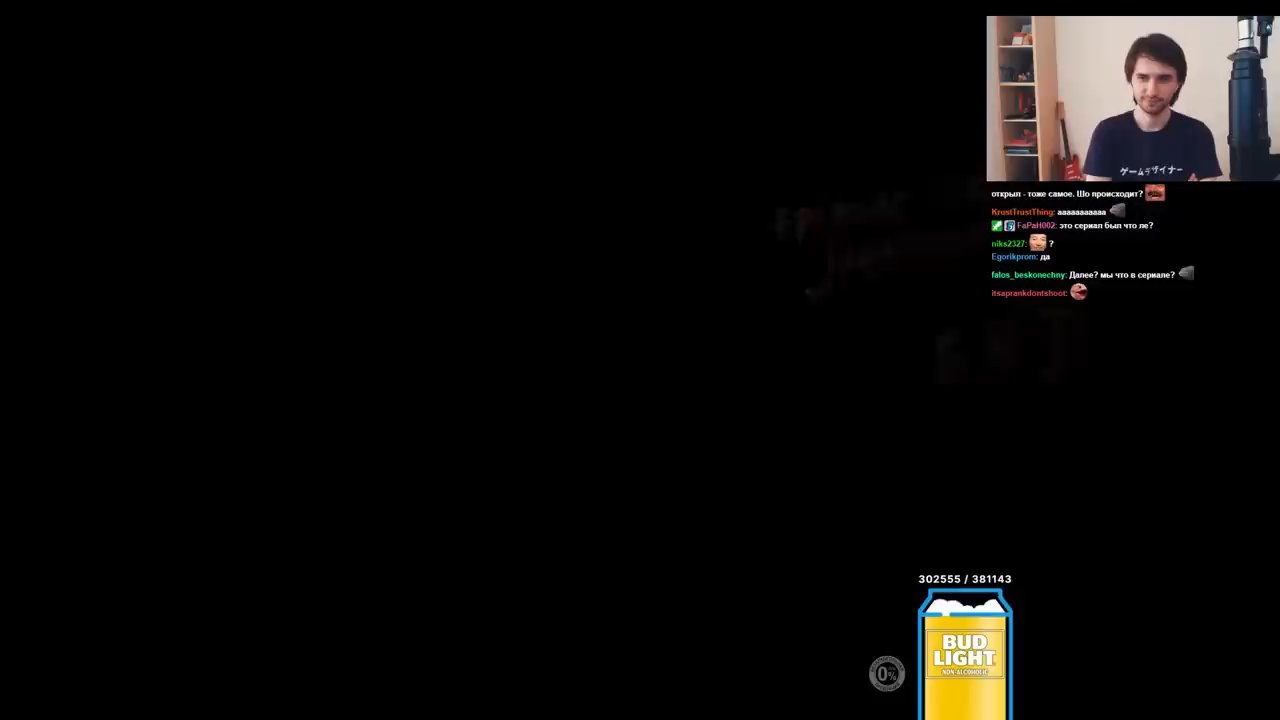 ゲームデザイナー
открыл - тоже самое. Шо происходит?
KrustTrustThing: ааааааааааа
FaPaH002: это сериал был что ле?
niks2327: ?
Egorikprom: да
falos_beskonechny: Далее? мы что в сериале?
itsaprankdontshoot:
302555 / 381143
BUD
LIGHT
NON-ALCOHOLIC
0%